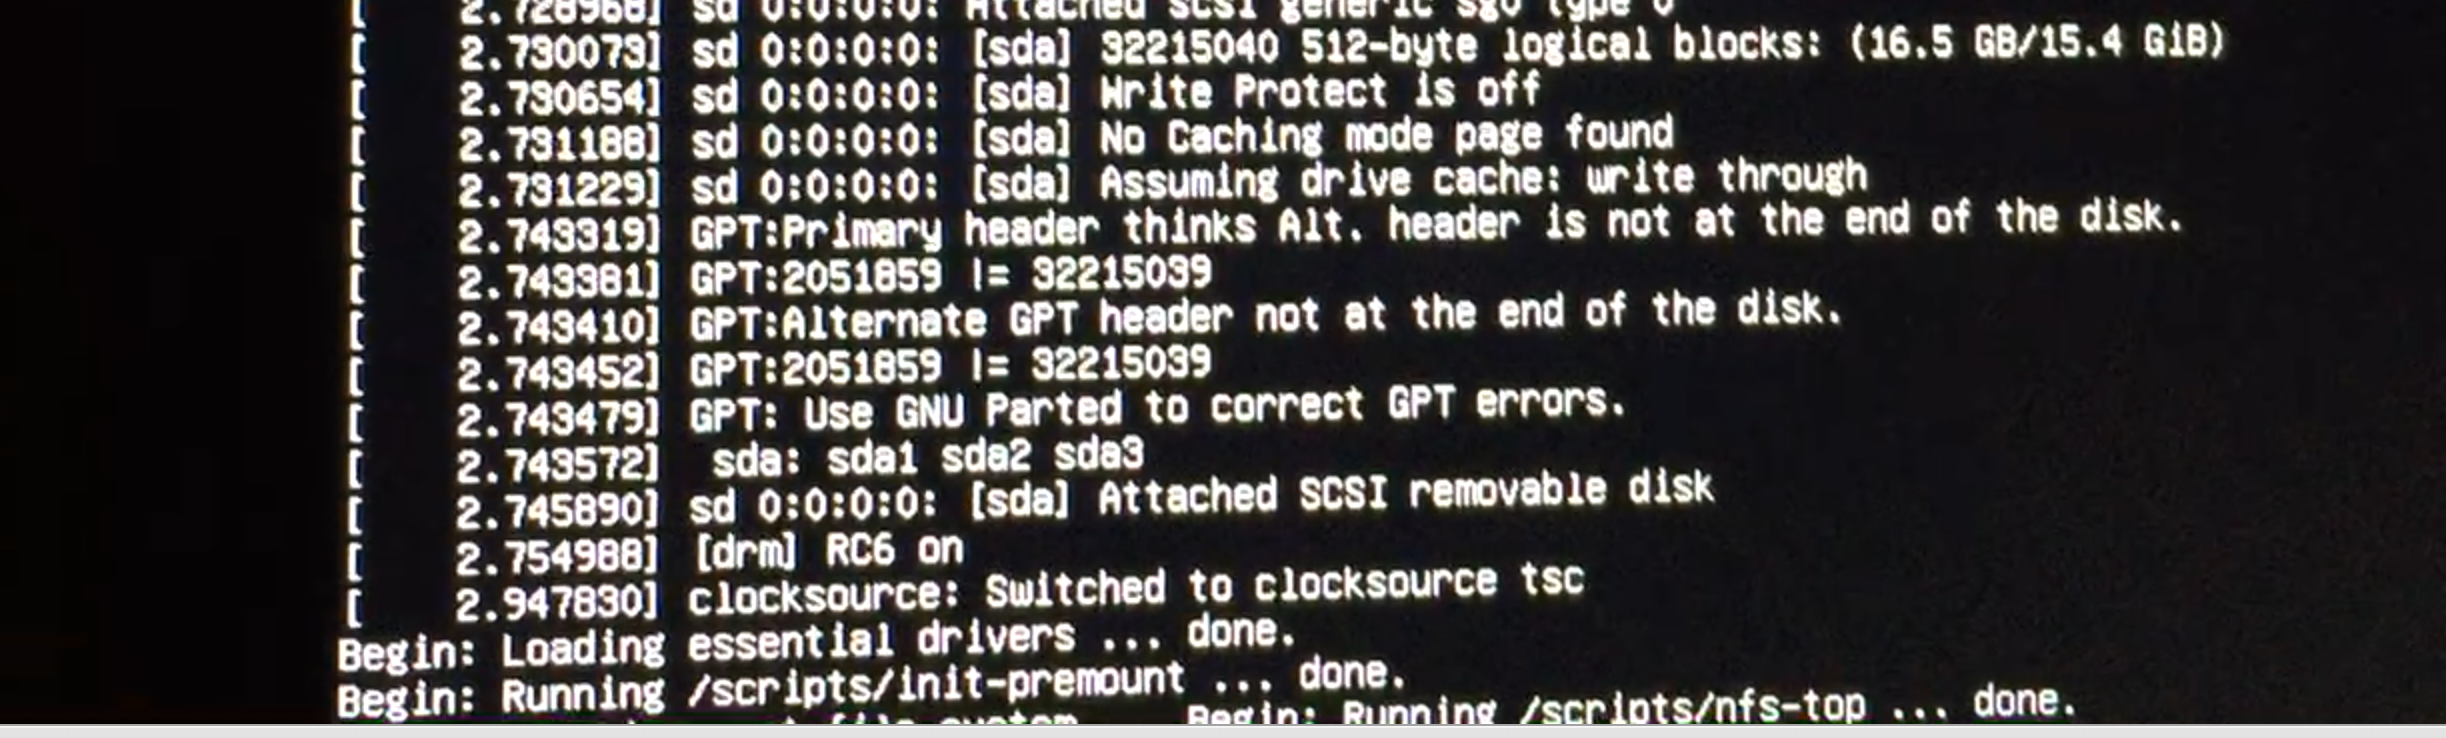 [    2.728968] sd 0:0:0:0: Attached scsi generic sg0 type 0
[    2.730073] sd 0:0:0:0: [sda] 32215040 512-byte logical blocks: (16.5 GB/15.4 GiB)
[    2.730654] sd 0:0:0:0: [sda] Write Protect is off
[    2.731188] sd 0:0:0:0: [sda] No Caching mode page found
[    2.731229] sd 0:0:0:0: [sda] Assuming drive cache: write through
[    2.743319] GPT:Primary header thinks Alt. header is not at the end of the disk.
[    2.743381] GPT:2051859 != 32215039
[    2.743410] GPT:Alternate GPT header not at the end of the disk.
[    2.743452] GPT:2051859 != 32215039
[    2.743479] GPT: Use GNU Parted to correct GPT errors.
[    2.743572]  sda: sda1 sda2 sda3
[    2.745890] sd 0:0:0:0: [sda] Attached SCSI removable disk
[    2.754988] [drm] RC6 on
[    2.947830] clocksource: Switched to clocksource tsc
Begin: Loading essential drivers ... done.
Begin: Running /scripts/init-premount ... done.
file system Begin: Running /scripts/nfs-top ... done.